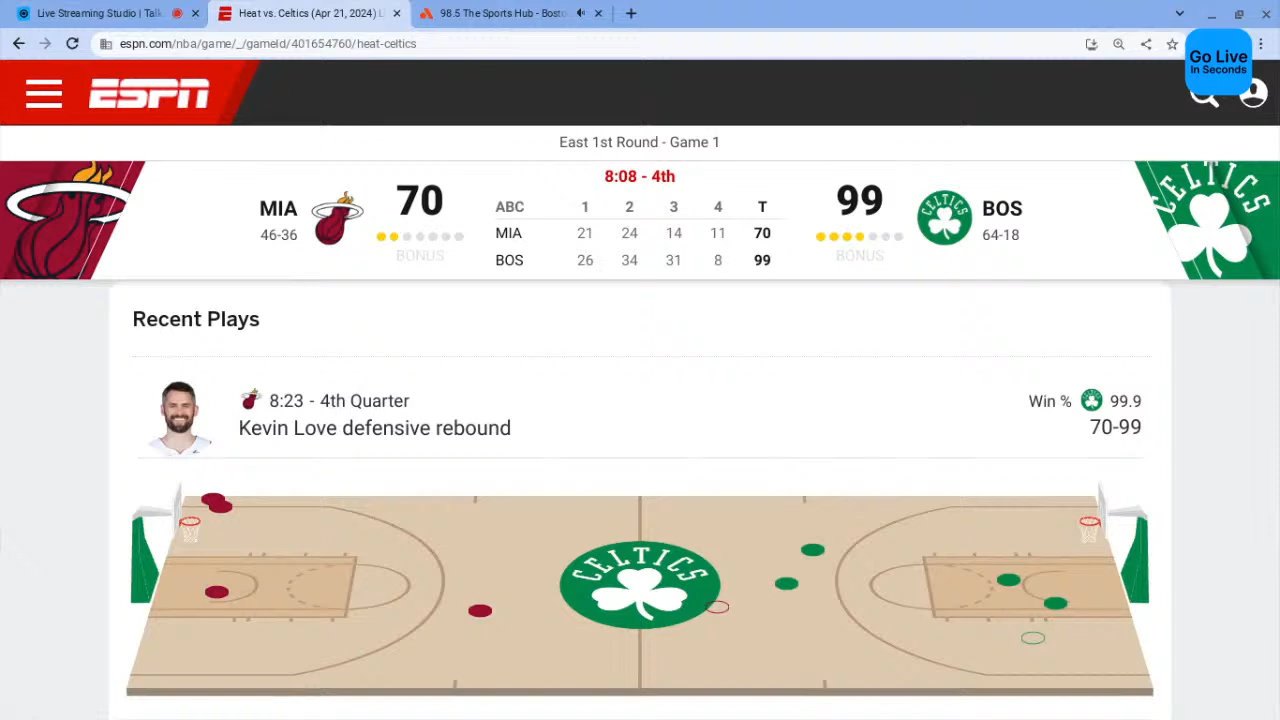 Live Streaming Studio | Talk
Heat vs. Celtics (Apr 21, 2024) L
98.5 The Sports Hub - Bosto
espn.com/nba/game/_/gameId/401654760/heat-celtics
Go Live
In Seconds
ESPN
East 1st Round - Game 1
8:08 - 4th
MIA
46-36
70
BONUS
ABC 1 2 3 4 T
MIA 21 24 14 11 70
BOS 26 34 31 8 99
99
BONUS
BOS
64-18
CELTICS
CELTICS
Recent Plays
8:23 - 4th Quarter
Kevin Love defensive rebound
Win % 99.9
70-99
CELTICS